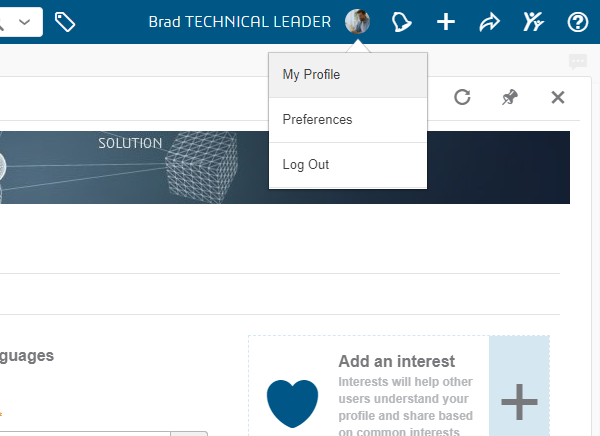 Brad TECHNICAL LEADER
My Profile
Preferences
Log Out
SOLUTION
guages
Add an interest
Interests will help other
users understand your
profile and share based
on common interests